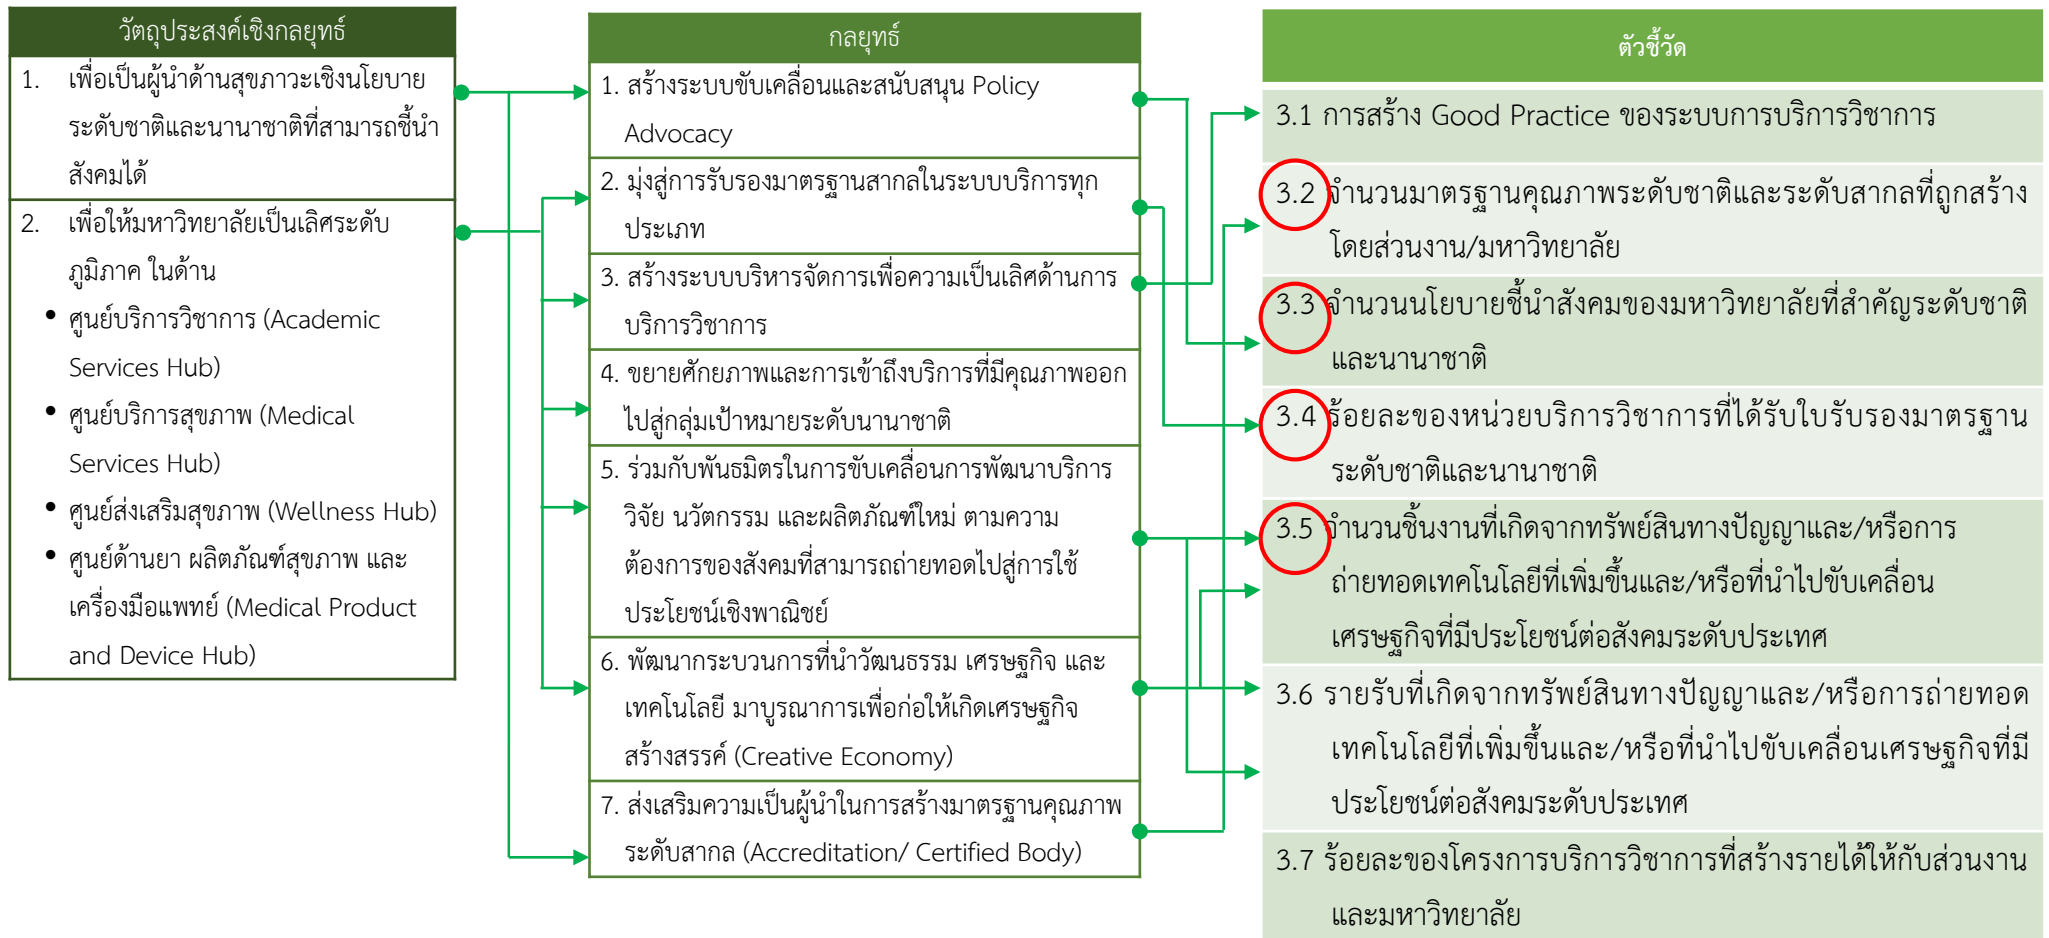 วัตถุประสงค์เชิงกลยุทธ์
1. เพื่อเป็นผู้นำด้านสุขภาวะเชิงนโยบาย
ระดับชาติและนานาชาติที่สามารถชี้นำ
สังคมได้
2. เพื่อให้มหาวิทยาลัยเป็นเลิศระดับ
ภูมิภาค ในด้าน
• ศูนย์บริการวิชาการ (Academic
Services Hub)
• ศูนย์บริการสุขภาพ (Medical
Services Hub)
• ศูนย์ส่งเสริมสุขภาพ (Wellness Hub)
• ศูนย์ด้านยา ผลิตภัณฑ์สุขภาพ และ
เครื่องมือแพทย์ (Medical Product
and Device Hub)
กลยุทธ์
1. สร้างระบบขับเคลื่อนและสนับสนุน Policy
Advocacy
2. มุ่งสู่การรับรองมาตรฐานสากลในระบบบริการทุก
ประเภท
3. สร้างระบบบริหารจัดการเพื่อความเป็นเลิศด้านการ
บริการวิชาการ
4. ขยายศักยภาพและการเข้าถึงบริการที่มีคุณภาพออก
ไปสู่กลุ่มเป้าหมายระดับนานาชาติ
5. ร่วมกับพันธมิตรในการขับเคลื่อนการพัฒนาบริการ
วิจัย นวัตกรรม และผลิตภัณฑ์ใหม่ ตามความ
ต้องการของสังคมที่สามารถถ่ายทอดไปสู่การใช้
ประโยชน์เชิงพาณิชย์
6. พัฒนากระบวนการที่นำวัฒนธรรม เศรษฐกิจ และ
เทคโนโลยี มาบูรณาการเพื่อก่อให้เกิดเศรษฐกิจ
สร้างสรรค์ (Creative Economy)
7. ส่งเสริมความเป็นผู้นำในการสร้างมาตรฐานคุณภาพ
ระดับสากล (Accreditation/ Certified Body)
ตัวชี้วัด
3.1 การสร้าง Good Practice ของระบบการบริการวิชาการ
3.2 จำนวนมาตรฐานคุณภาพระดับชาติและระดับสากลที่ถูกสร้าง
โดยส่วนงาน/มหาวิทยาลัย
3.3 จำนวนนโยบายชี้นำสังคมของมหาวิทยาลัยที่สำคัญระดับชาติ
และนานาชาติ
3.4 ร้อยละของหน่วยบริการวิชาการที่ได้รับใบรับรองมาตรฐาน
ระดับชาติและนานาชาติ
3.5 จำนวนชิ้นงานที่เกิดจากทรัพย์สินทางปัญญาและ/หรือการ
ถ่ายทอดเทคโนโลยีที่เพิ่มขึ้นและ/หรือที่นำไปขับเคลื่อน
เศรษฐกิจที่มีประโยชน์ต่อสังคมระดับประเทศ
3.6 รายรับที่เกิดจากทรัพย์สินทางปัญญาและ/หรือการถ่ายทอด
เทคโนโลยีที่เพิ่มขึ้นและ/หรือที่นำไปขับเคลื่อนเศรษฐกิจที่มี
ประโยชน์ต่อสังคมระดับประเทศ
3.7 ร้อยละของโครงการบริการวิชาการที่สร้างรายได้ให้กับส่วนงาน
และมหาวิทยาลัย